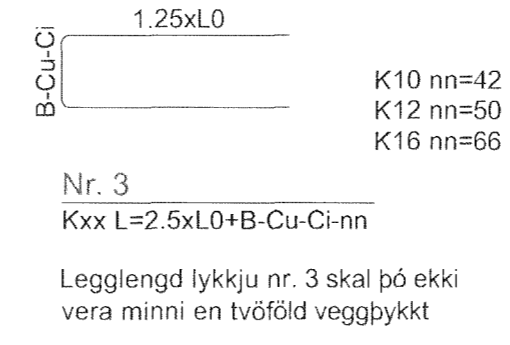 1.25xL0
B-Cu-Ci
K10 nn=42
K12 nn=50
K16 nn=66
Nr. 3
Kxx L=2.5xL0+B-Cu-Ci-nn
Legglengd lykkju nr. 3 skal þó ekki
vera minni en tvöföld veggþykkt